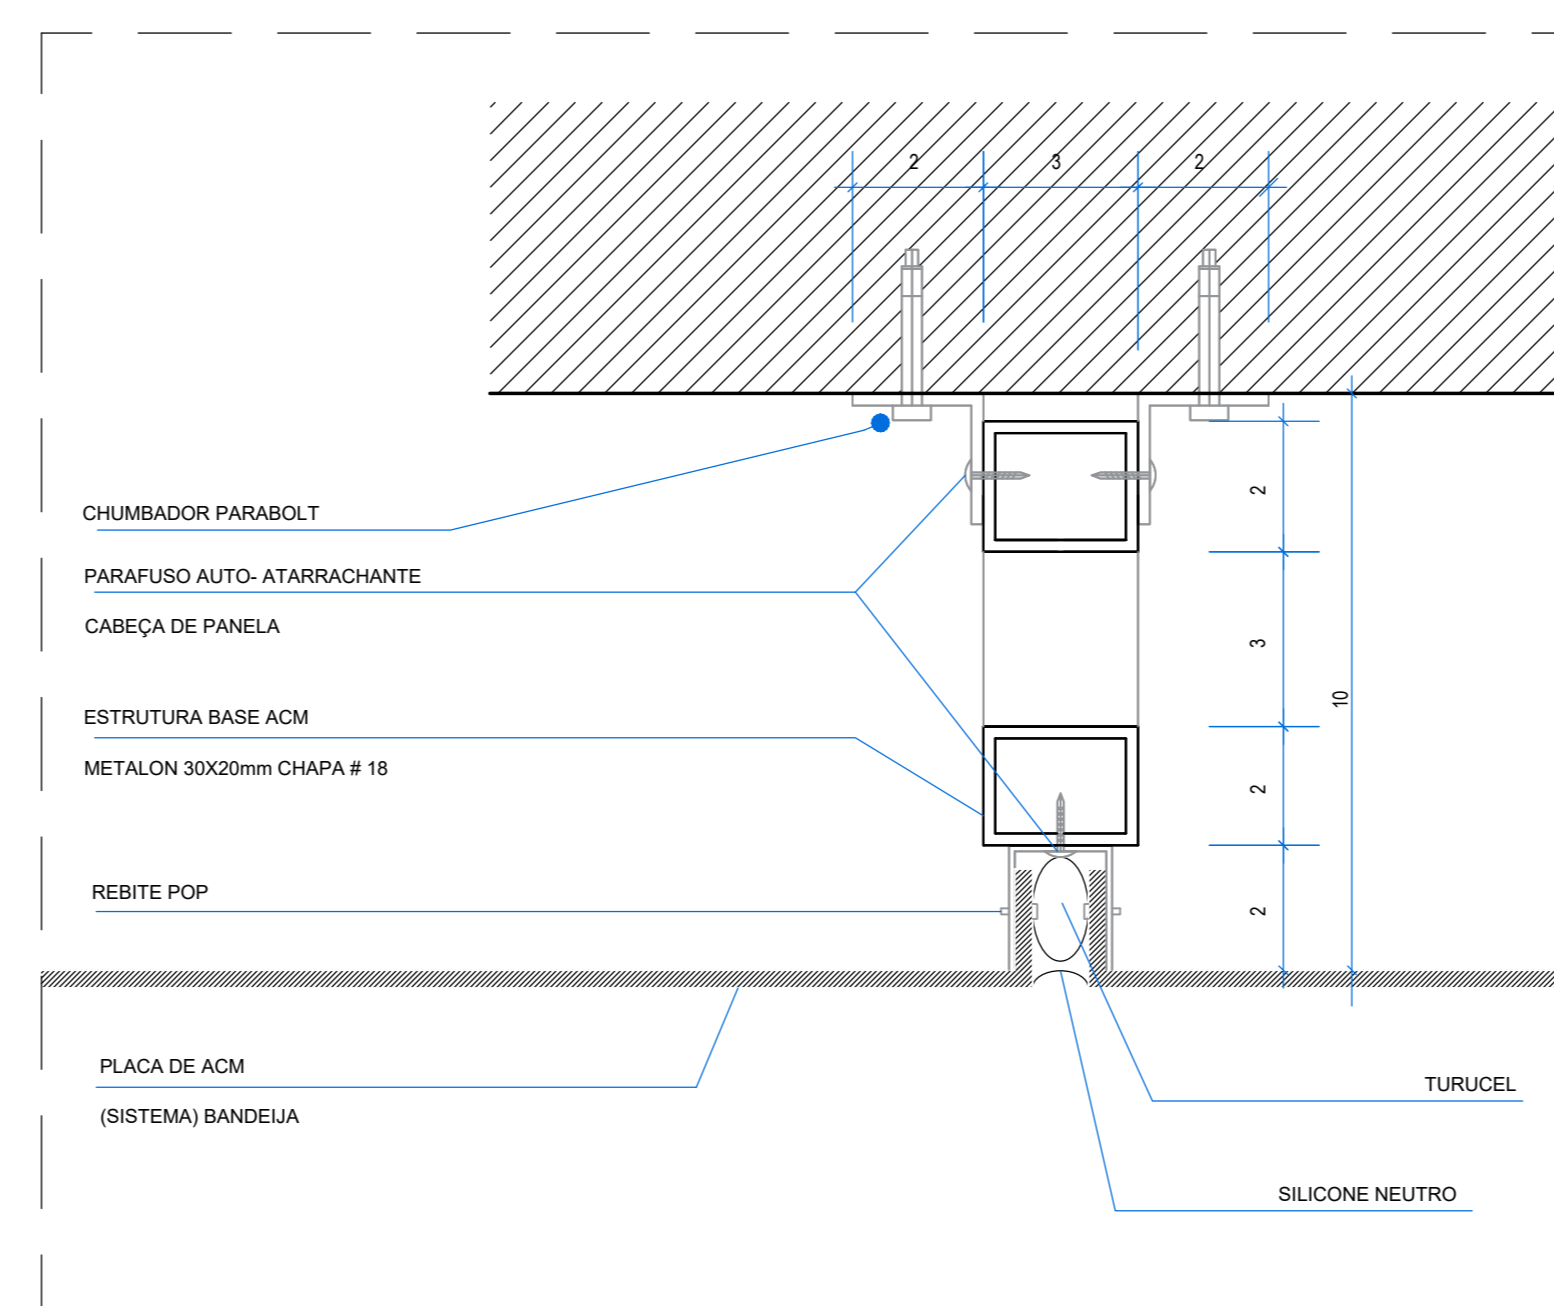 2 3 2
CHUMBADOR PARABOLT
PARAFUSO AUTO- ATARRACHANTE
CABEÇA DE PANELA
ESTRUTURA BASE ACM
METALON 30X20mm CHAPA # 18
REBITE POP
PLACA DE ACM
(SISTEMA) BANDEIJA
2
3
2
2
10
TURUCEL
SILICONE NEUTRO